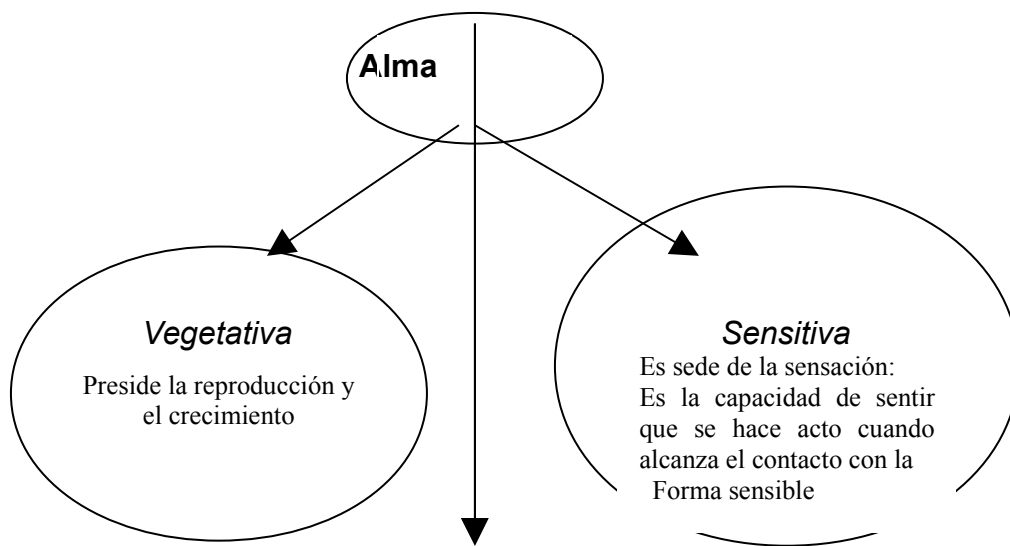 Alma
Vegetativa
Preside la reproducción y
el crecimiento
Sensitiva
Es sede de la sensación:
Es la capacidad de sentir
que se hace acto cuando
alcanza el contacto con la
Forma sensible